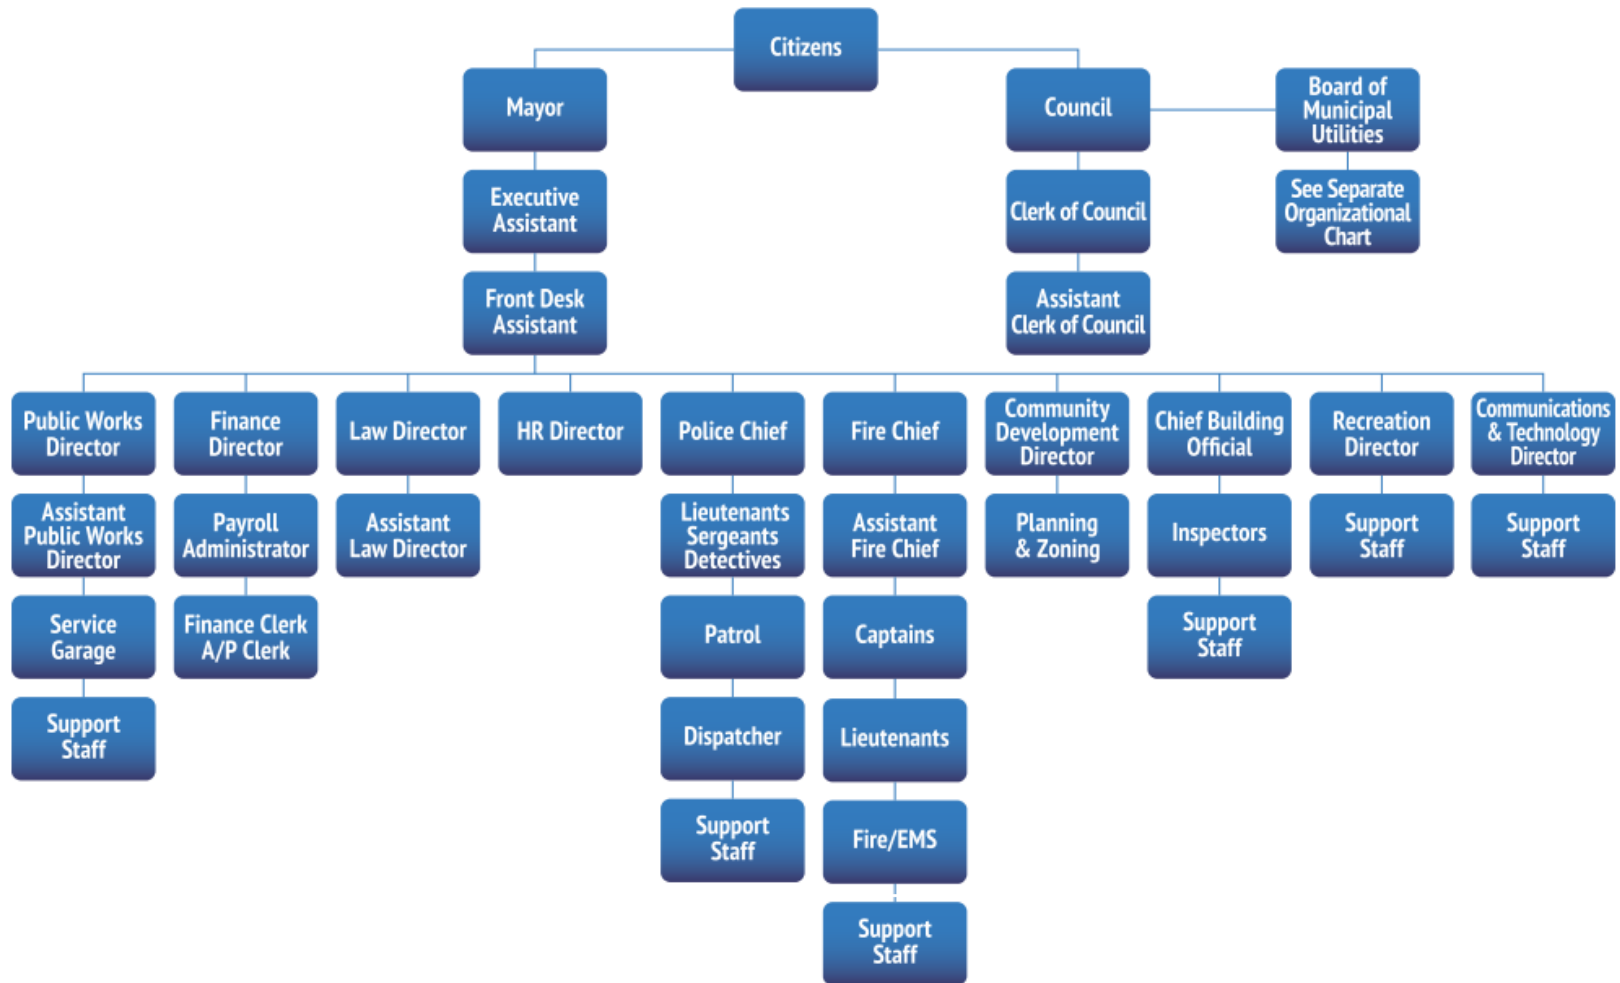 Citizens
Mayor
Council
Board of
Municipal
Utilities
Executive
Assistant
Clerk of Council
See Separate
Organizational
Chart
Front Desk
Assistant
Assistant
Clerk of Council
Public Works
Director
Finance
Director
Law Director
HR Director
Police Chief
Fire Chief
Community
Development
Director
Chief Building
Official
Recreation
Director
Communications
& Technology
Director
Assistant
Public Works
Director
Payroll
Administrator
Assistant
Law Director
Lieutenants
Sergeants
Detectives
Assistant
Fire Chief
Planning
& Zoning
Inspectors
Support
Staff
Support
Staff
Service
Garage
Finance Clerk
A/P Clerk
Patrol
Captains
Support
Staff
Support
Staff
Dispatcher
Lieutenants
Support
Staff
Fire/EMS
Support
Staff